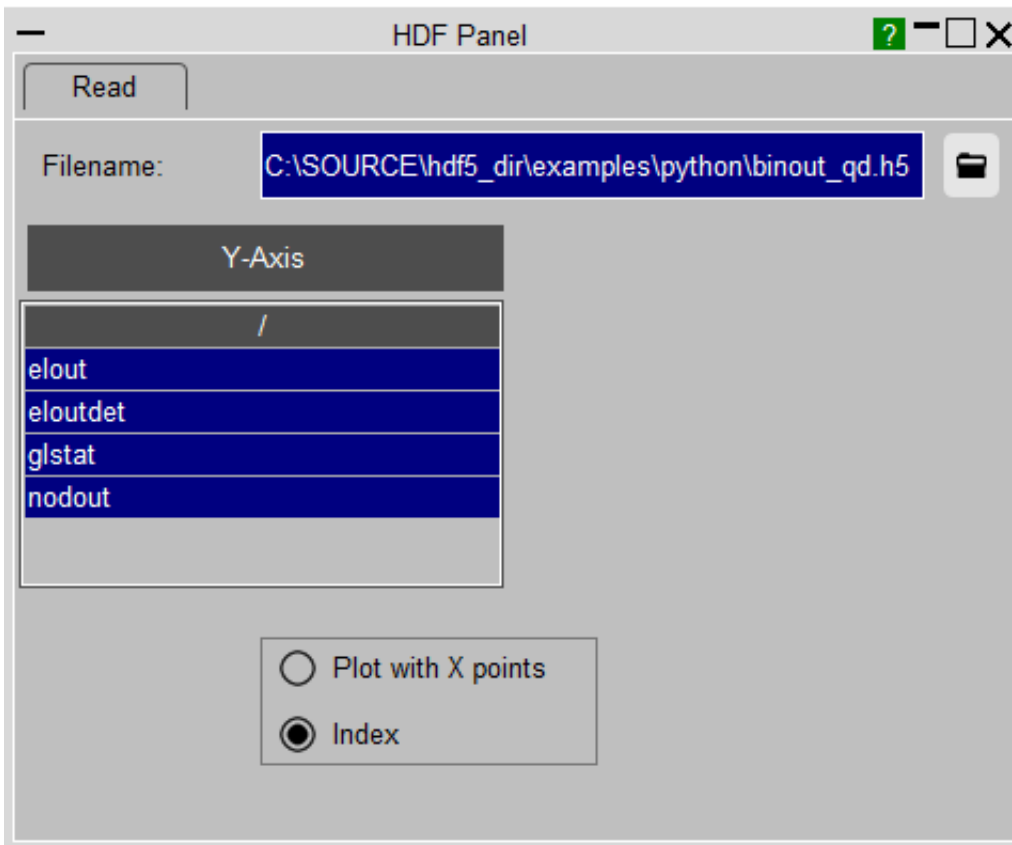 HDF Panel ?
Read
Filename: C:\SOURCE\hdf5_dir\examples\python\binout_qd.h5
Y-Axis
/
elout
eloutdet
glstat
nodout
Plot with X points
Index